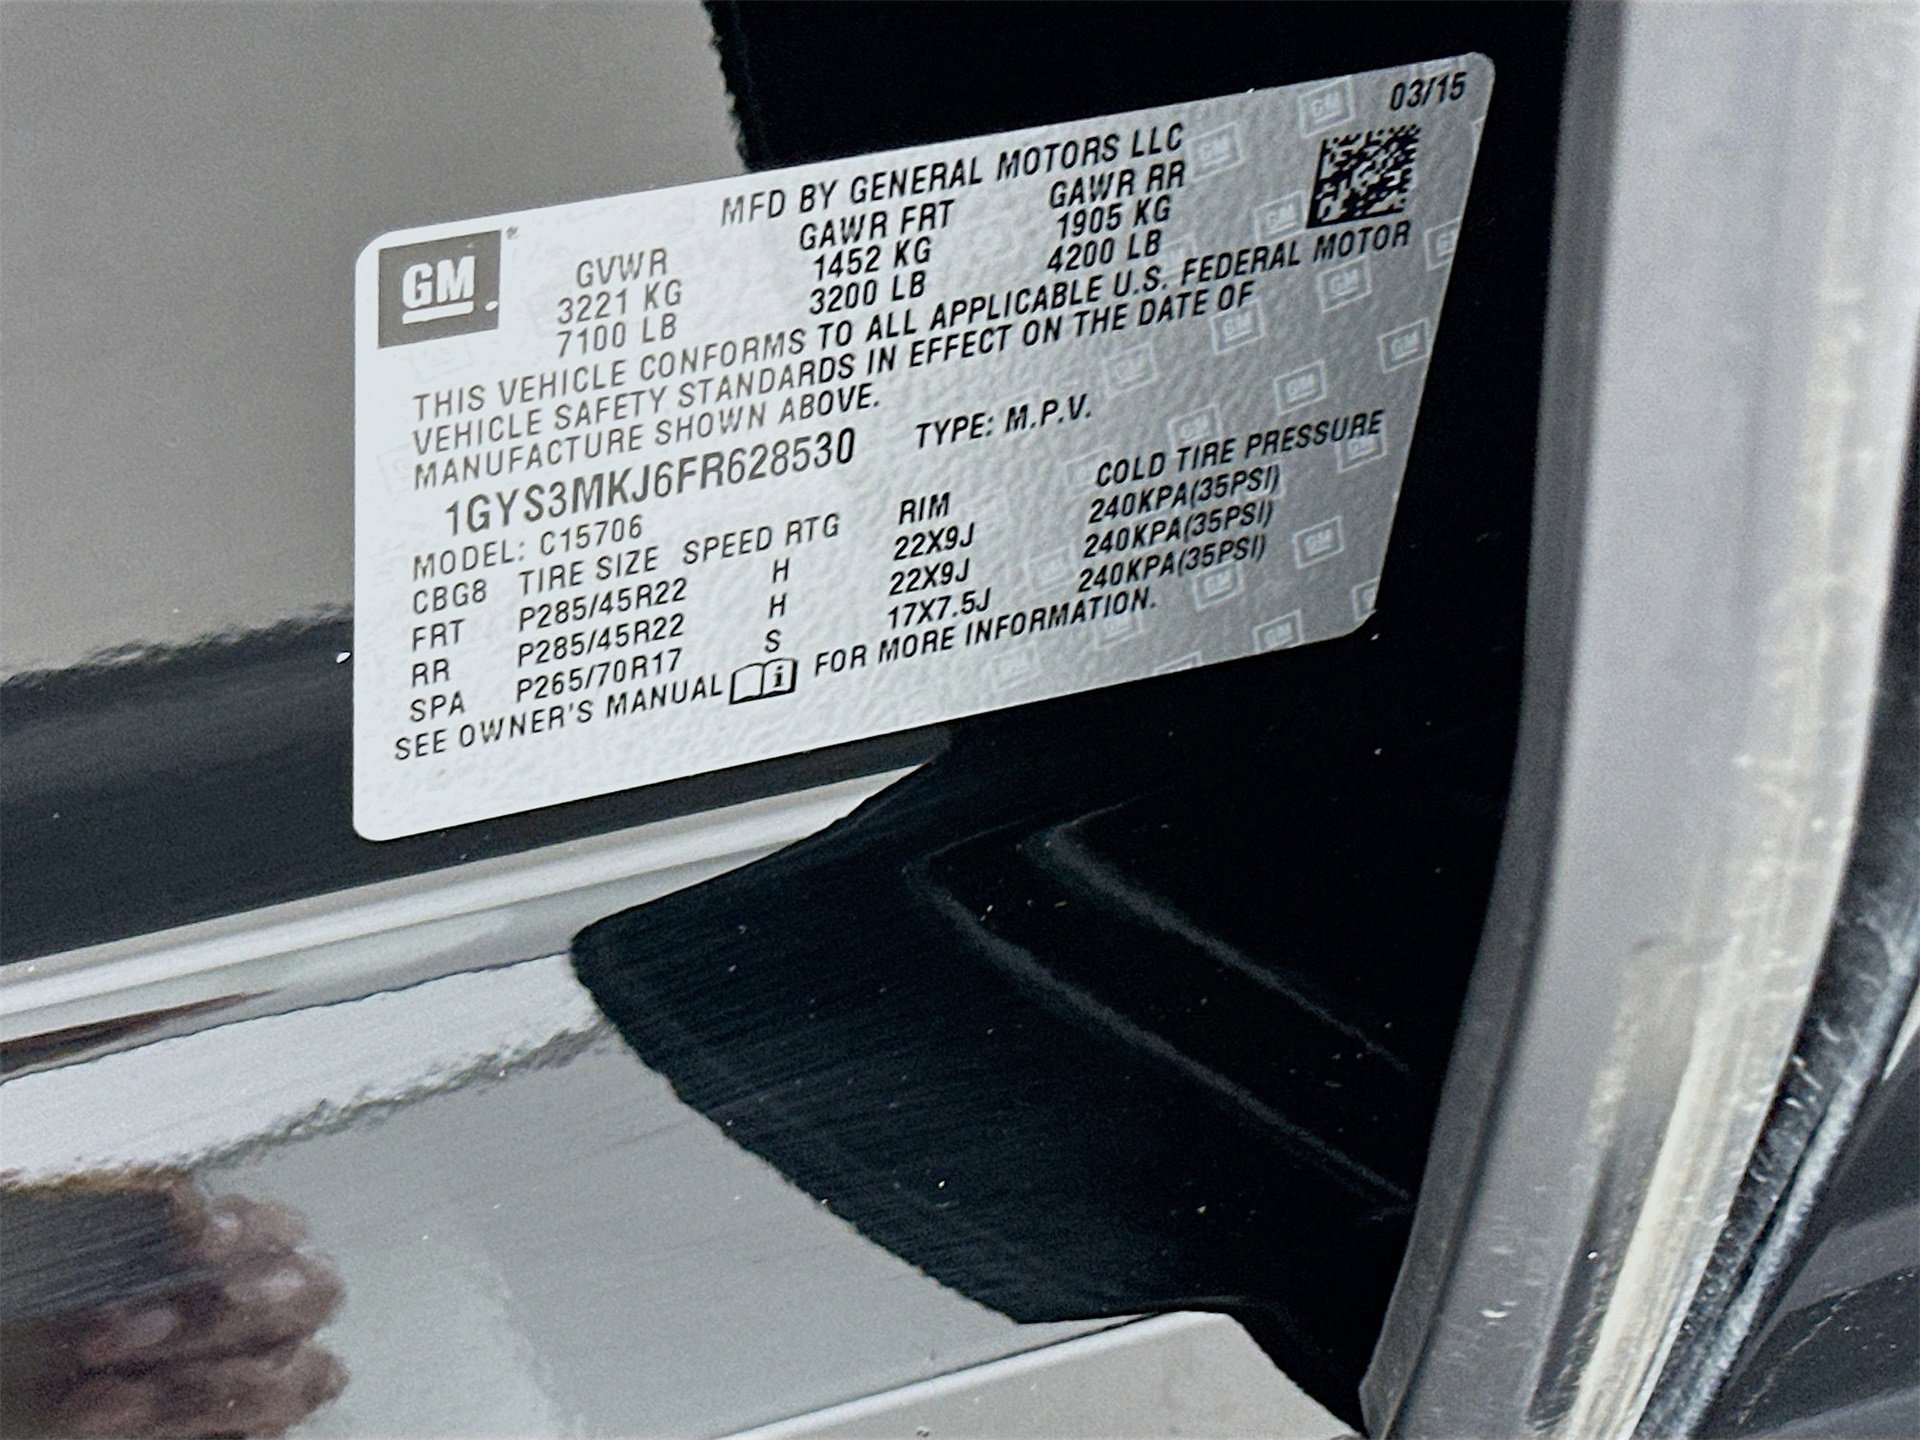 03/15
MFD BY GENERAL MOTORS LLC
GM
GVWR GAWR FRT GAWR RR
3221 KG 1452 KG 1905 KG
7100 LB 3200 LB 4200 LB
THIS VEHICLE CONFORMS TO ALL APPLICABLE U.S. FEDERAL MOTOR
VEHICLE SAFETY STANDARDS IN EFFECT ON THE DATE OF
MANUFACTURE SHOWN ABOVE.
1GYS3MKJ6FR628530 TYPE: M.P.V.
MODEL: C15706
CBG8 TIRE SIZE SPEED RTG RIM COLD TIRE PRESSURE
FRT P285/45R22 H 22X9J 240KPA(35PSI)
RR P285/45R22 H 22X9J 240KPA(35PSI)
SPA P265/70R17 S 17X7.5J 240KPA(35PSI)
SEE OWNER'S MANUAL FOR MORE INFORMATION.